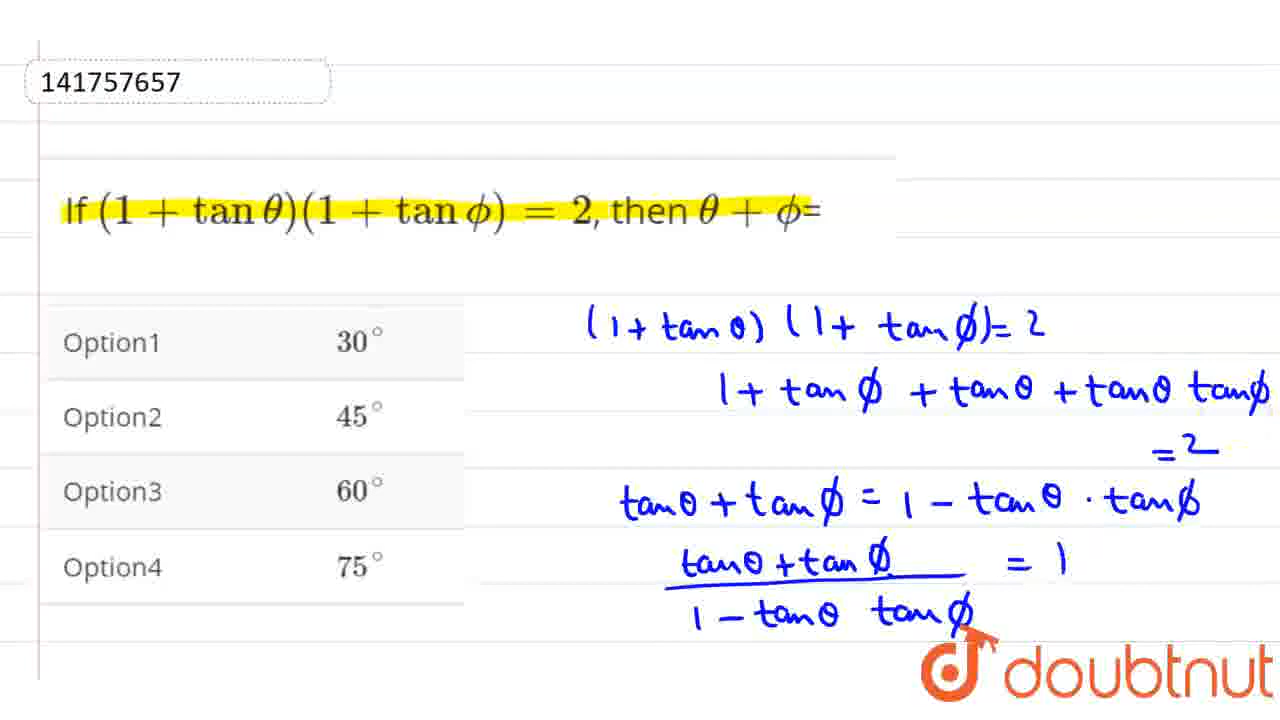 141757657
If (1 + tan θ)(1 + tan ϕ) = 2, then θ + ϕ=
Option1 30°
Option2 45°
Option3 60°
Option4 75°
(1 + tan θ) (1 + tan ϕ) = 2
1 + tan ϕ + tan θ + tan θ tan ϕ
= 2
tan θ + tan ϕ = 1 - tan θ · tan ϕ
tan θ + tan ϕ = 1
1 - tan θ tan ϕ
doubtnut